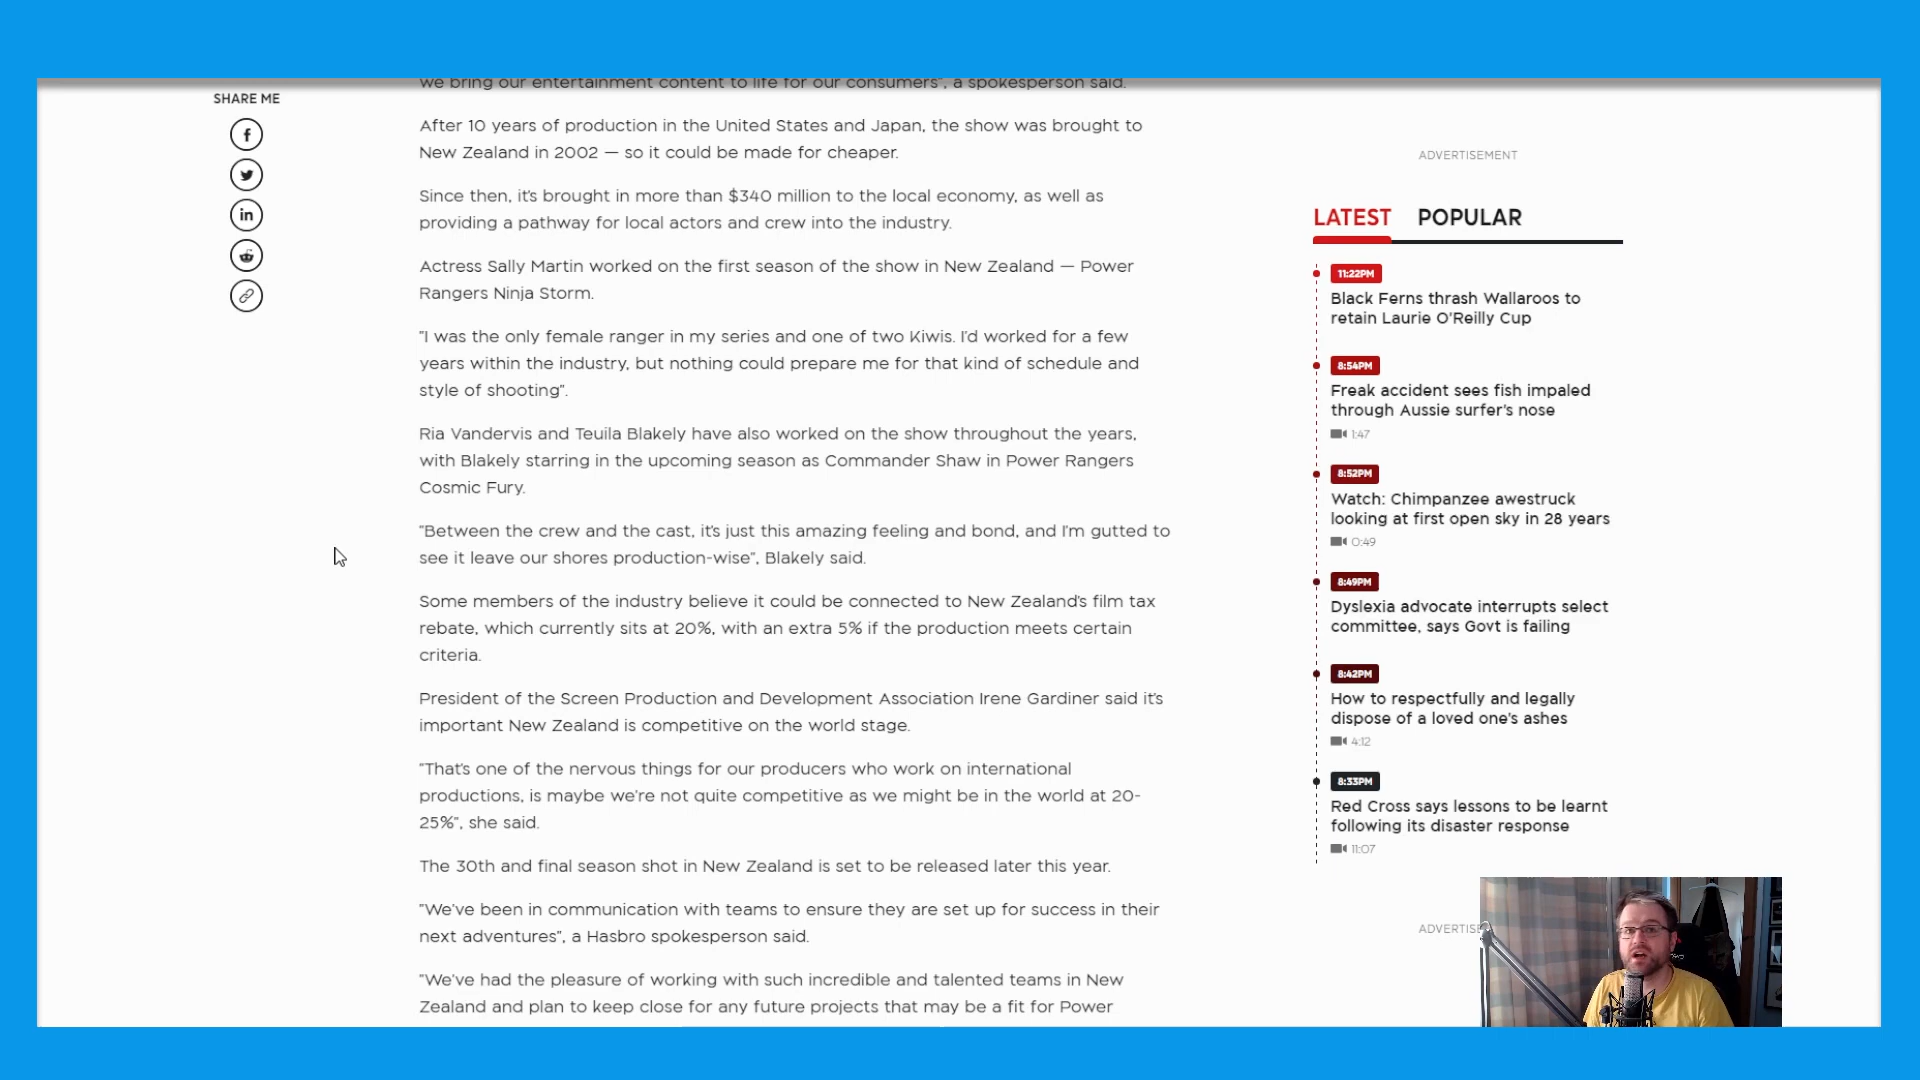 we bring our entertainment content to life for our consumers", a spokesperson said.
SHARE ME
After 10 years of production in the United States and Japan, the show was brought to
New Zealand in 2002 — so it could be made for cheaper.
Since then, it's brought in more than $340 million to the local economy, as well as
providing a pathway for local actors and crew into the industry.
Actress Sally Martin worked on the first season of the show in New Zealand — Power
Rangers Ninja Storm.
"I was the only female ranger in my series and one of two Kiwis. I'd worked for a few
years within the industry, but nothing could prepare me for that kind of schedule and
style of shooting".
Ria Vandervis and Teuila Blakely have also worked on the show throughout the years,
with Blakely starring in the upcoming season as Commander Shaw in Power Rangers
Cosmic Fury.
"Between the crew and the cast, it's just this amazing feeling and bond, and I'm gutted to
see it leave our shores production-wise", Blakely said.
Some members of the industry believe it could be connected to New Zealand's film tax
rebate, which currently sits at 20%, with an extra 5% if the production meets certain
criteria.
President of the Screen Production and Development Association Irene Gardiner said it's
important New Zealand is competitive on the world stage.
"That's one of the nervous things for our producers who work on international
productions, is maybe we're not quite competitive as we might be in the world at 20-
25%", she said.
The 30th and final season shot in New Zealand is set to be released later this year.
"We've been in communication with teams to ensure they are set up for success in their
next adventures", a Hasbro spokesperson said.
"We've had the pleasure of working with such incredible and talented teams in New
Zealand and plan to keep close for any future projects that may be a fit for Power
ADVERTISEMENT
LATEST POPULAR
11:22PM
Black Ferns thrash Wallaroos to
retain Laurie O'Reilly Cup
8:54PM
Freak accident sees fish impaled
through Aussie surfer's nose
1:47
8:52PM
Watch: Chimpanzee awestruck
looking at first open sky in 28 years
0:49
8:49PM
Dyslexia advocate interrupts select
committee, says Govt is failing
8:42PM
How to respectfully and legally
dispose of a loved one's ashes
4:12
8:33PM
Red Cross says lessons to be learnt
following its disaster response
11:07
ADVERTISE